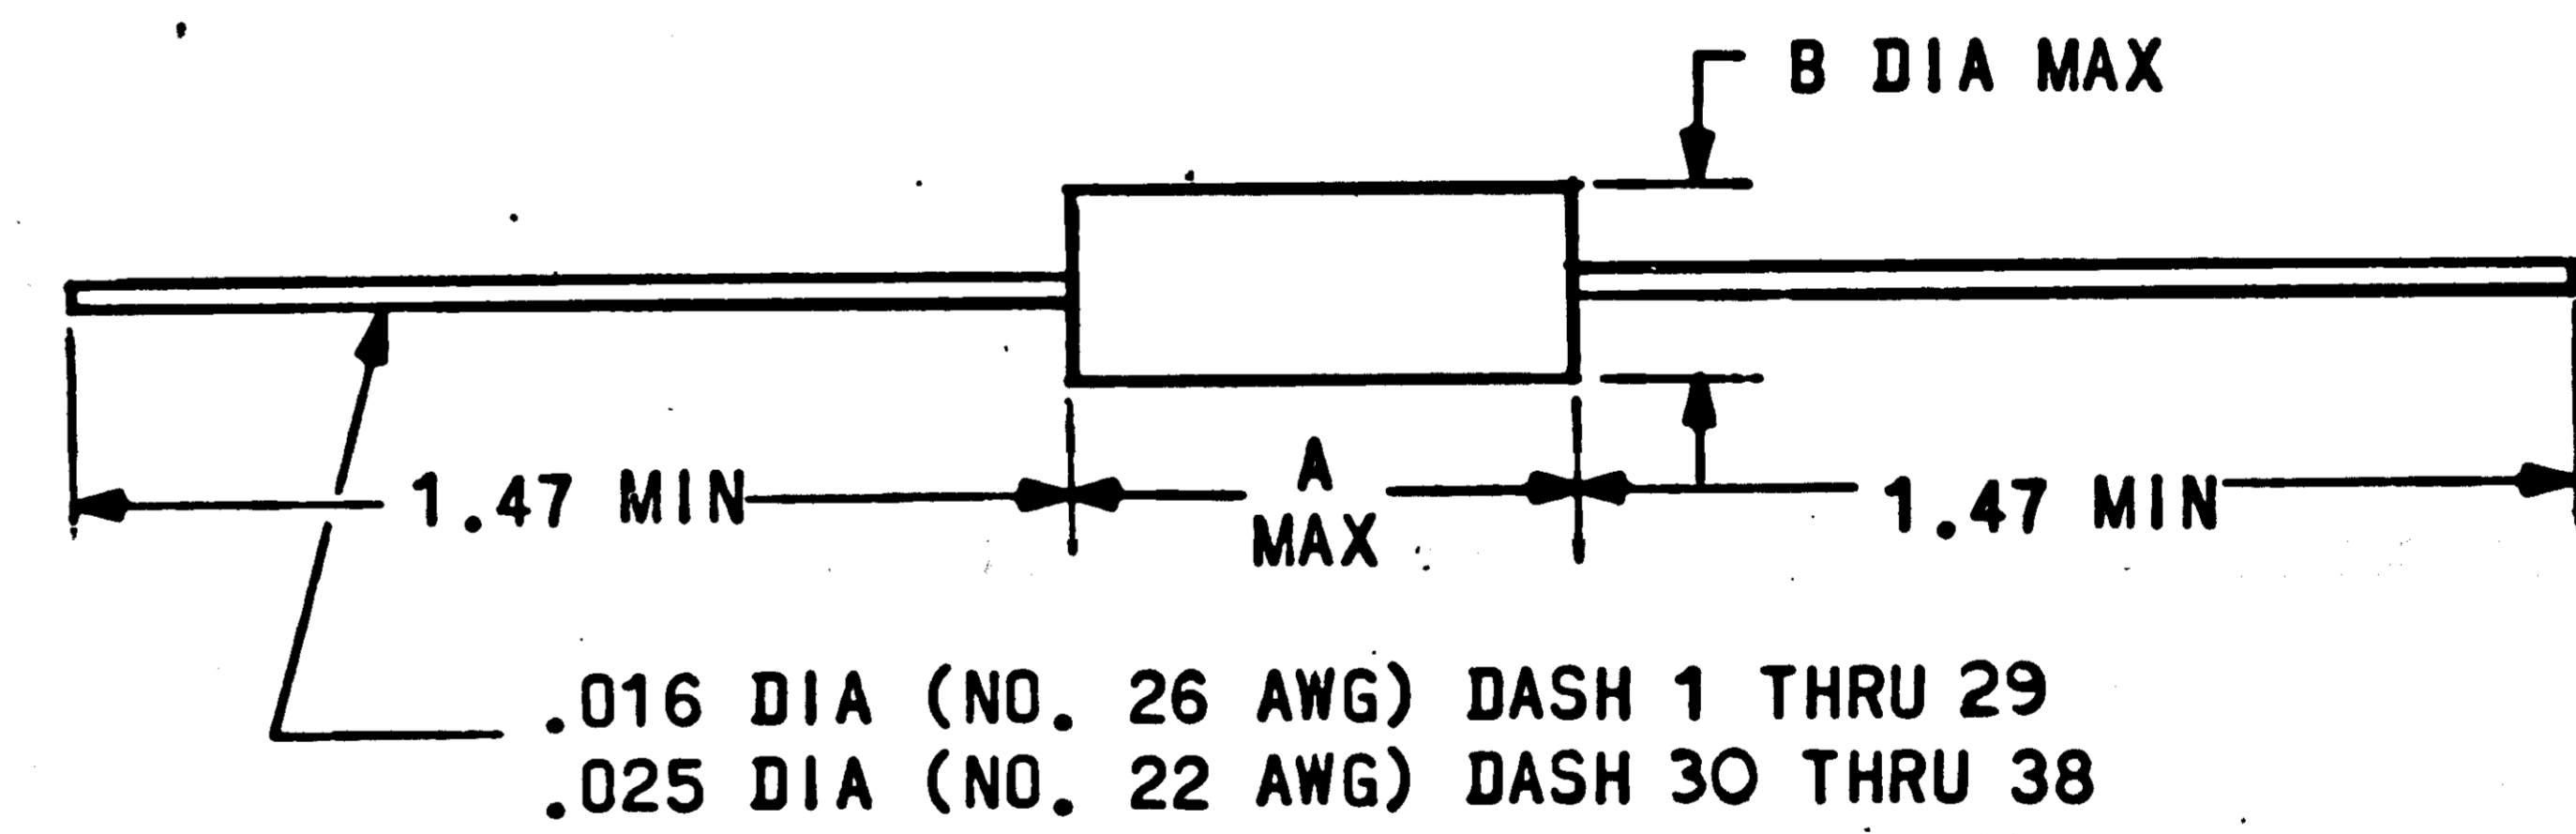 B DIA MAX
1.47 MIN
A
MAX
1.47 MIN
.016 DIA (NO. 26 AWG) DASH 1 THRU 29
.025 DIA (NO. 22 AWG) DASH 30 THRU 38